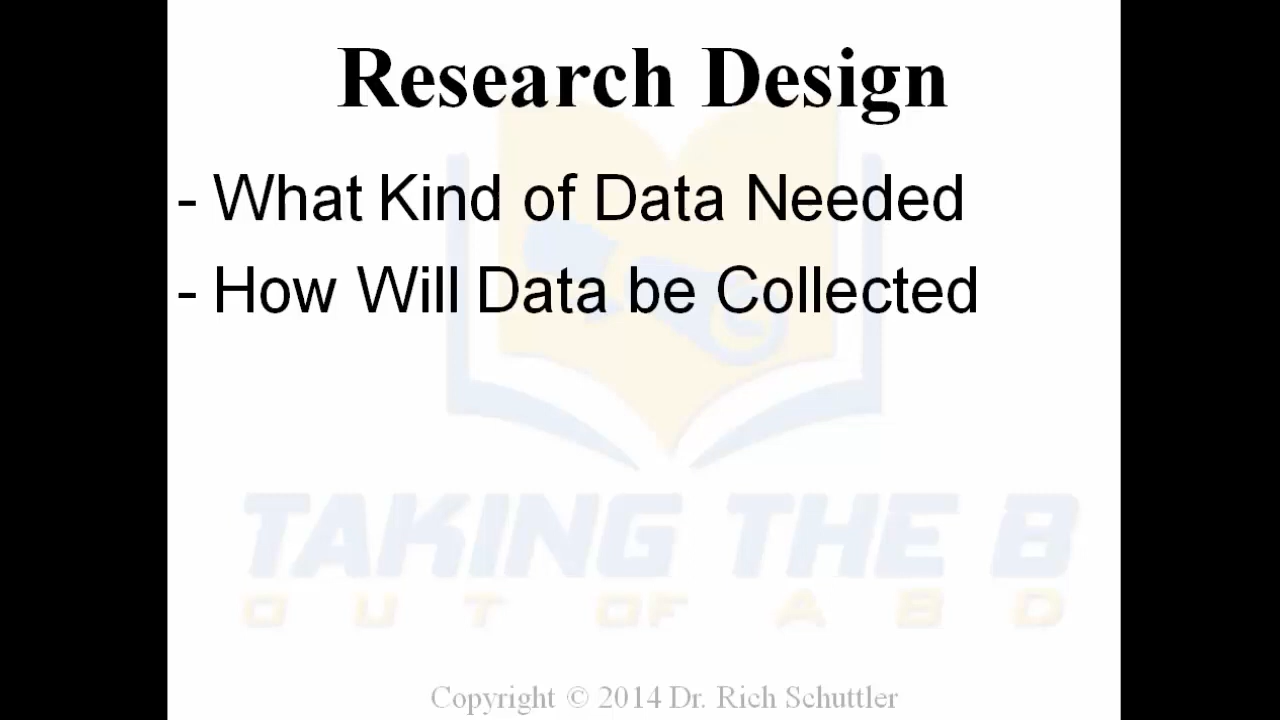 Research Design
- What Kind of Data Needed
- How Will Data be Collected
TAKING THE B
OUT OF ABD
Copyright © 2014 Dr. Rich Schuttler